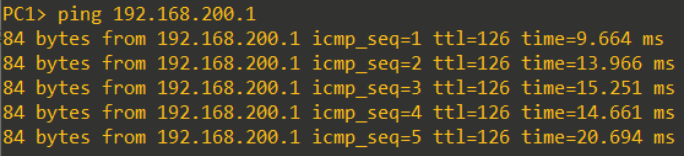 PC1> ping 192.168.200.1
84 bytes from 192.168.200.1 icmp_seq=1 ttl=126 time=9.664 ms
84 bytes from 192.168.200.1 icmp_seq=2 ttl=126 time=13.966 ms
84 bytes from 192.168.200.1 icmp_seq=3 ttl=126 time=15.251 ms
84 bytes from 192.168.200.1 icmp_seq=4 ttl=126 time=14.661 ms
84 bytes from 192.168.200.1 icmp_seq=5 ttl=126 time=20.694 ms